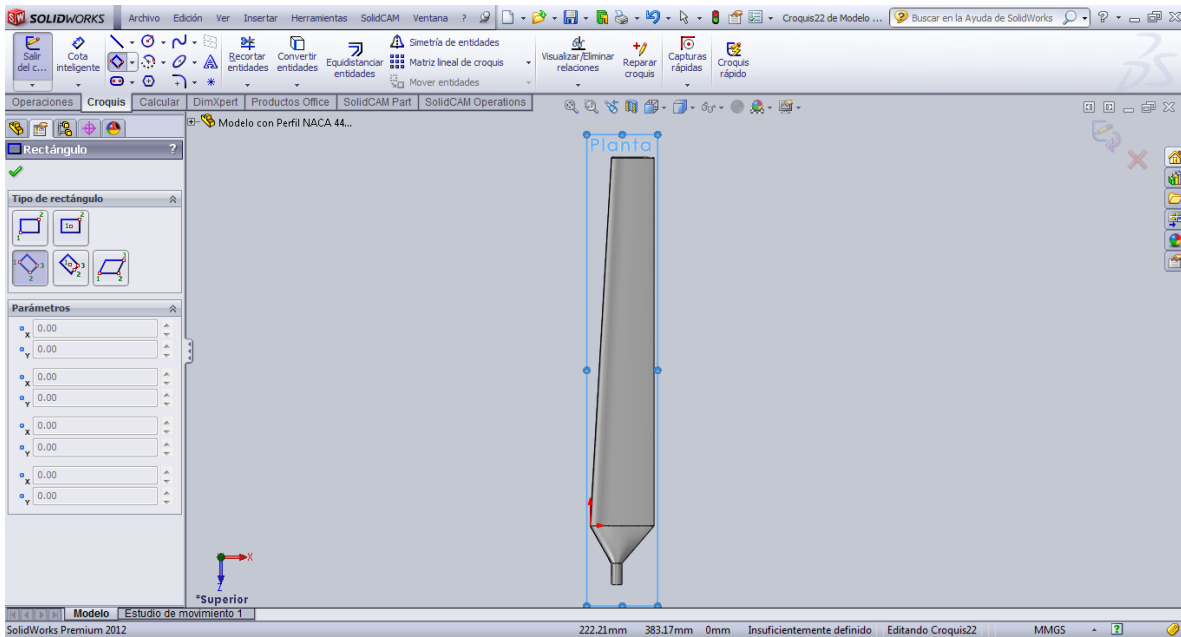 SW SOLIDWORKS Archivo Edición Ver Insertar Herramientas SolidCAM Ventana ? Croquis22 de Modelo ... Buscar en la Ayuda de SolidWorks ?
Salir del c...
Cota inteligente
Recortar entidades
Convertir entidades
Equidistanciar entidades
Simetría de entidades
Matriz lineal de croquis
Mover entidades
Visualizar/Eliminar relaciones
Reparar croquis
Capturas rápidas
Croquis rápido
Operaciones Croquis Calcular DimXpert Productos Office SolidCAM Part SolidCAM Operations
Modelo con Perfil NACA 44...
Rectángulo ?
Planta
Tipo de rectángulo
Parámetros
X 0.00
Y 0.00
X 0.00
Y 0.00
X 0.00
Y 0.00
X 0.00
Y 0.00
X
Z
*Superior
Modelo Estudio de movimiento 1
SolidWorks Premium 2012 222.21mm 383.17mm 0mm Insuficientemente definido Editando Croquis22 MMGS ?